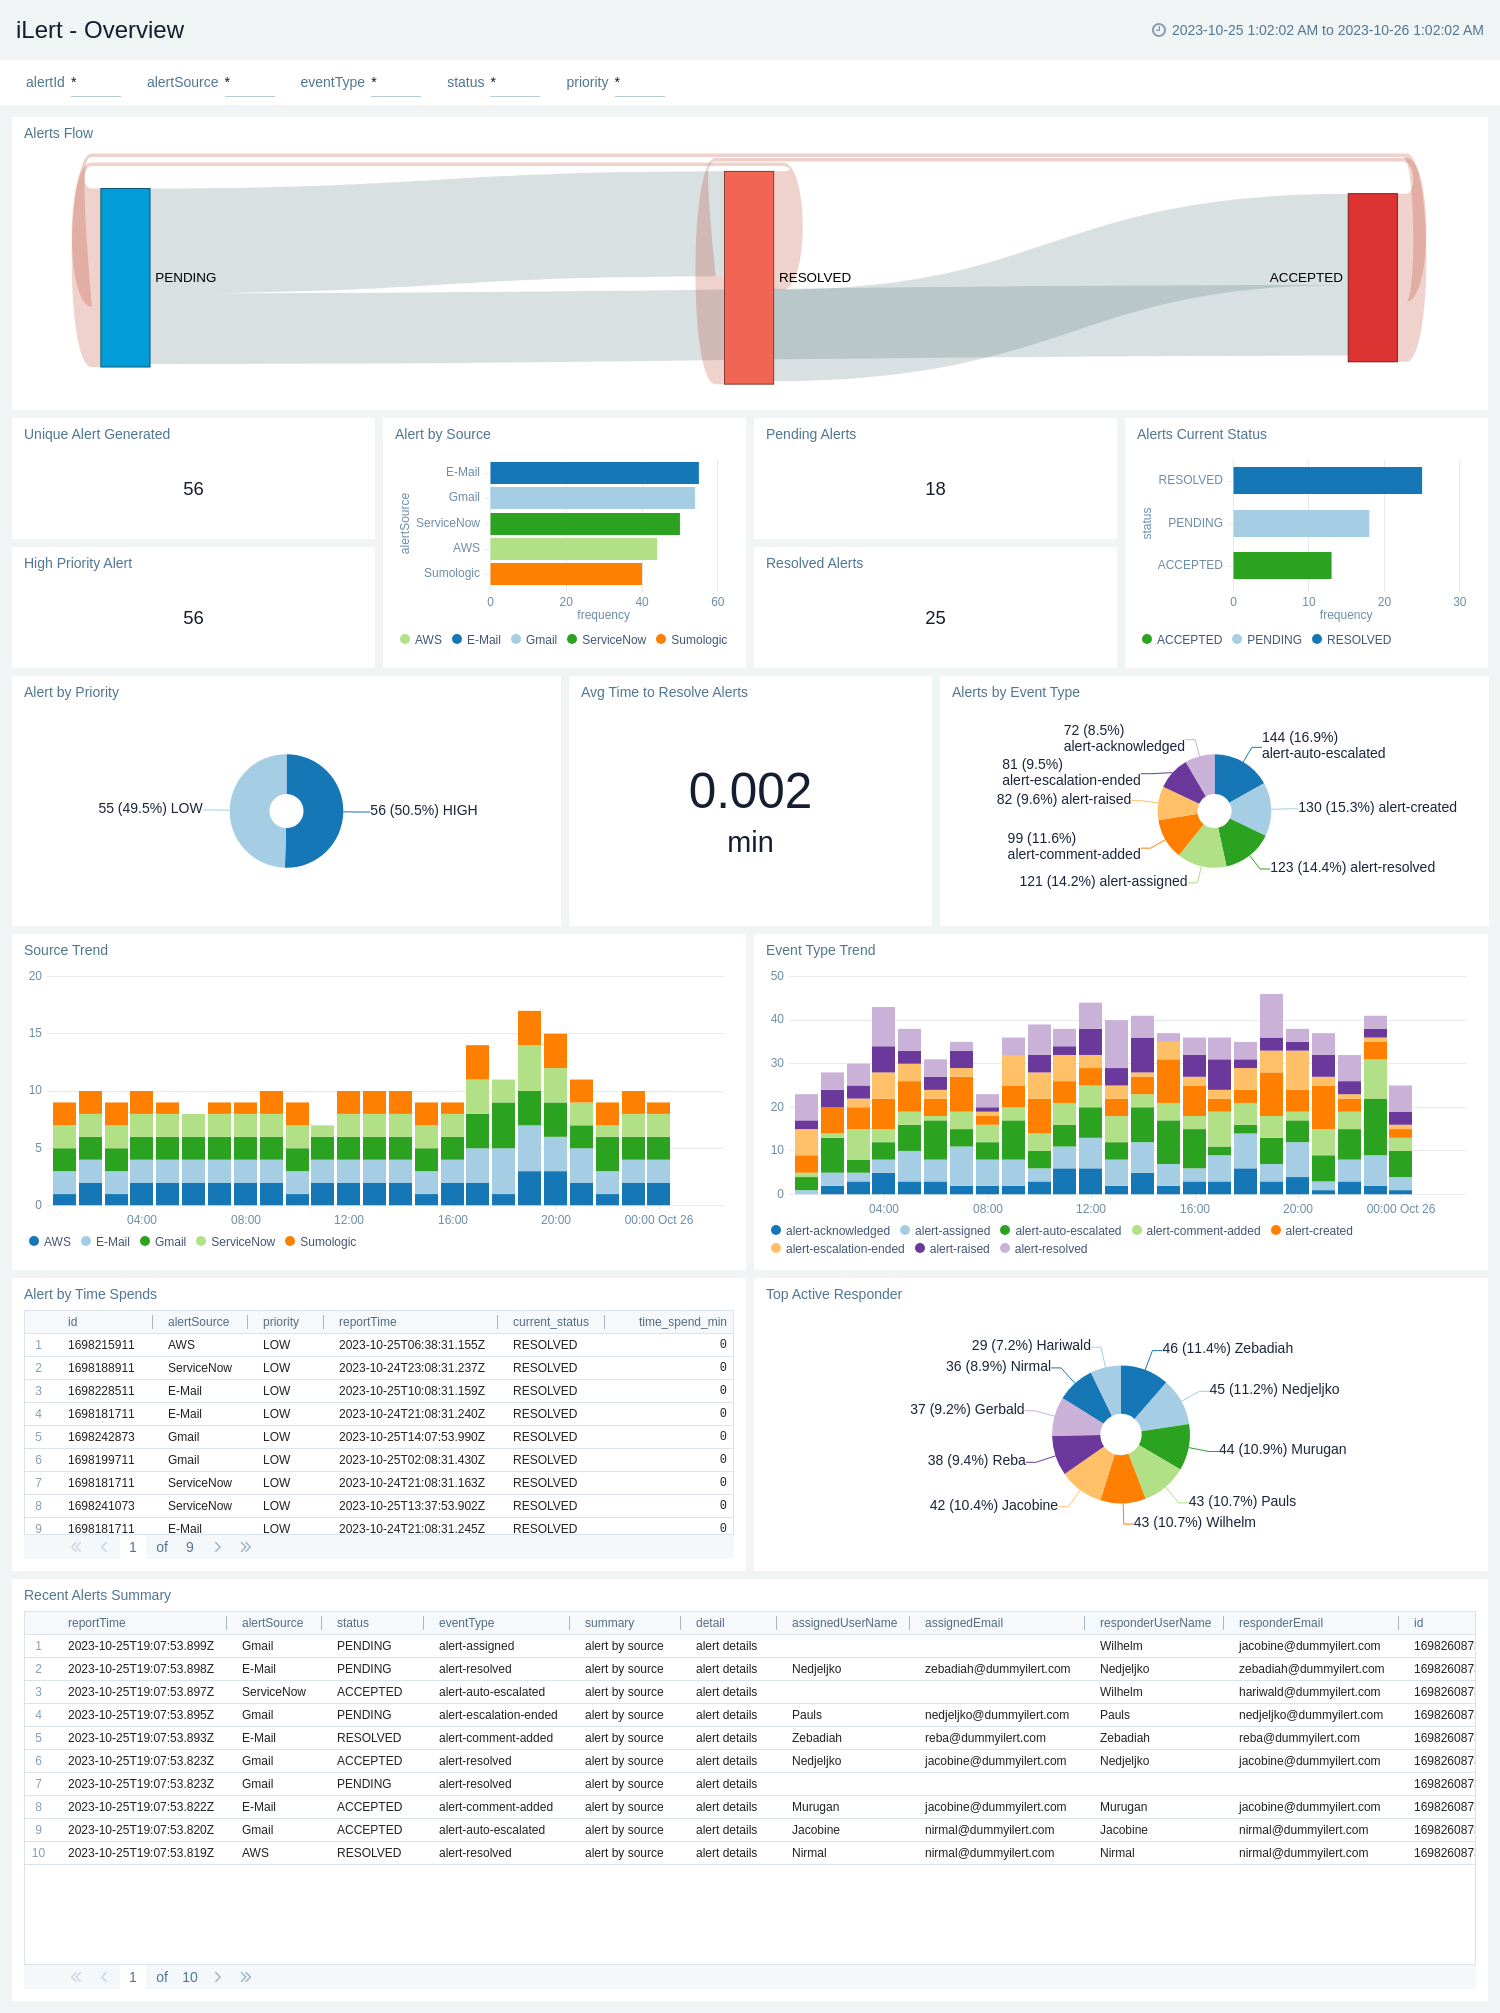 iLert - Overview
2023-10-25 1:02:02 AM to 2023-10-26 1:02:02 AM
alertId *
alertSource *
eventType *
status *
priority *
Alerts Flow
PENDING
RESOLVED
ACCEPTED
Unique Alert Generated
56
High Priority Alert
56
Alert by Source
alertSource
E-Mail
Gmail
ServiceNow
AWS
Sumologic
0 20 40 60
frequency
AWS E-Mail Gmail ServiceNow Sumologic
Pending Alerts
18
Resolved Alerts
25
Alerts Current Status
status
RESOLVED
PENDING
ACCEPTED
0 10 20 30
frequency
ACCEPTED PENDING RESOLVED
Alert by Priority
55 (49.5%) LOW
56 (50.5%) HIGH
Avg Time to Resolve Alerts
0.002
min
Alerts by Event Type
72 (8.5%)
alert-acknowledged
144 (16.9%)
alert-auto-escalated
81 (9.5%)
alert-escalation-ended
82 (9.6%) alert-raised
130 (15.3%) alert-created
99 (11.6%)
alert-comment-added
123 (14.4%) alert-resolved
121 (14.2%) alert-assigned
Source Trend
20
15
10
5
0
04:00 08:00 12:00 16:00 20:00 00:00 Oct 26
AWS E-Mail Gmail ServiceNow Sumologic
Event Type Trend
50
40
30
20
10
0
04:00 08:00 12:00 16:00 20:00 00:00 Oct 26
alert-acknowledged alert-assigned alert-auto-escalated alert-comment-added alert-created
alert-escalation-ended alert-raised alert-resolved
Alert by Time Spends
id alertSource priority reportTime current_status time_spend_min
1 1698215911 AWS LOW 2023-10-25T06:38:31.155Z RESOLVED 0
2 1698188911 ServiceNow LOW 2023-10-24T23:08:31.237Z RESOLVED 0
3 1698228511 E-Mail LOW 2023-10-25T10:08:31.159Z RESOLVED 0
4 1698181711 E-Mail LOW 2023-10-24T21:08:31.240Z RESOLVED 0
5 1698242873 Gmail LOW 2023-10-25T14:07:53.990Z RESOLVED 0
6 1698199711 Gmail LOW 2023-10-25T02:08:31.430Z RESOLVED 0
7 1698181711 ServiceNow LOW 2023-10-24T21:08:31.163Z RESOLVED 0
8 1698241073 ServiceNow LOW 2023-10-25T13:37:53.902Z RESOLVED 0
9 1698181711 E-Mail LOW 2023-10-24T21:08:31.245Z RESOLVED 0
1 of 9
Top Active Responder
29 (7.2%) Hariwald
46 (11.4%) Zebadiah
36 (8.9%) Nirmal
45 (11.2%) Nedjeljko
37 (9.2%) Gerbald
44 (10.9%) Murugan
38 (9.4%) Reba
43 (10.7%) Pauls
42 (10.4%) Jacobine
43 (10.7%) Wilhelm
Recent Alerts Summary
reportTime alertSource status eventType summary detail assignedUserName assignedEmail responderUserName responderEmail id
1 2023-10-25T19:07:53.899Z Gmail PENDING alert-assigned alert by source alert details Wilhelm jacobine@dummyilert.com 169826087
2 2023-10-25T19:07:53.898Z E-Mail PENDING alert-resolved alert by source alert details Nedjeljko zebadiah@dummyilert.com Nedjeljko zebadiah@dummyilert.com 169826087
3 2023-10-25T19:07:53.897Z ServiceNow ACCEPTED alert-auto-escalated alert by source alert details Wilhelm hariwald@dummyilert.com 169826087
4 2023-10-25T19:07:53.895Z Gmail PENDING alert-escalation-ended alert by source alert details Pauls nedjeljko@dummyilert.com Pauls nedjeljko@dummyilert.com 169826087
5 2023-10-25T19:07:53.893Z E-Mail RESOLVED alert-comment-added alert by source alert details Zebadiah reba@dummyilert.com Zebadiah reba@dummyilert.com 169826087
6 2023-10-25T19:07:53.823Z Gmail ACCEPTED alert-resolved alert by source alert details Nedjeljko jacobine@dummyilert.com Nedjeljko jacobine@dummyilert.com 169826087
7 2023-10-25T19:07:53.823Z Gmail PENDING alert-resolved alert by source alert details 169826087
8 2023-10-25T19:07:53.822Z E-Mail ACCEPTED alert-comment-added alert by source alert details Murugan jacobine@dummyilert.com Murugan jacobine@dummyilert.com 169826087
9 2023-10-25T19:07:53.820Z Gmail ACCEPTED alert-auto-escalated alert by source alert details Jacobine nirmal@dummyilert.com Jacobine nirmal@dummyilert.com 169826087
10 2023-10-25T19:07:53.819Z AWS RESOLVED alert-resolved alert by source alert details Nirmal nirmal@dummyilert.com Nirmal nirmal@dummyilert.com 169826087
1 of 10